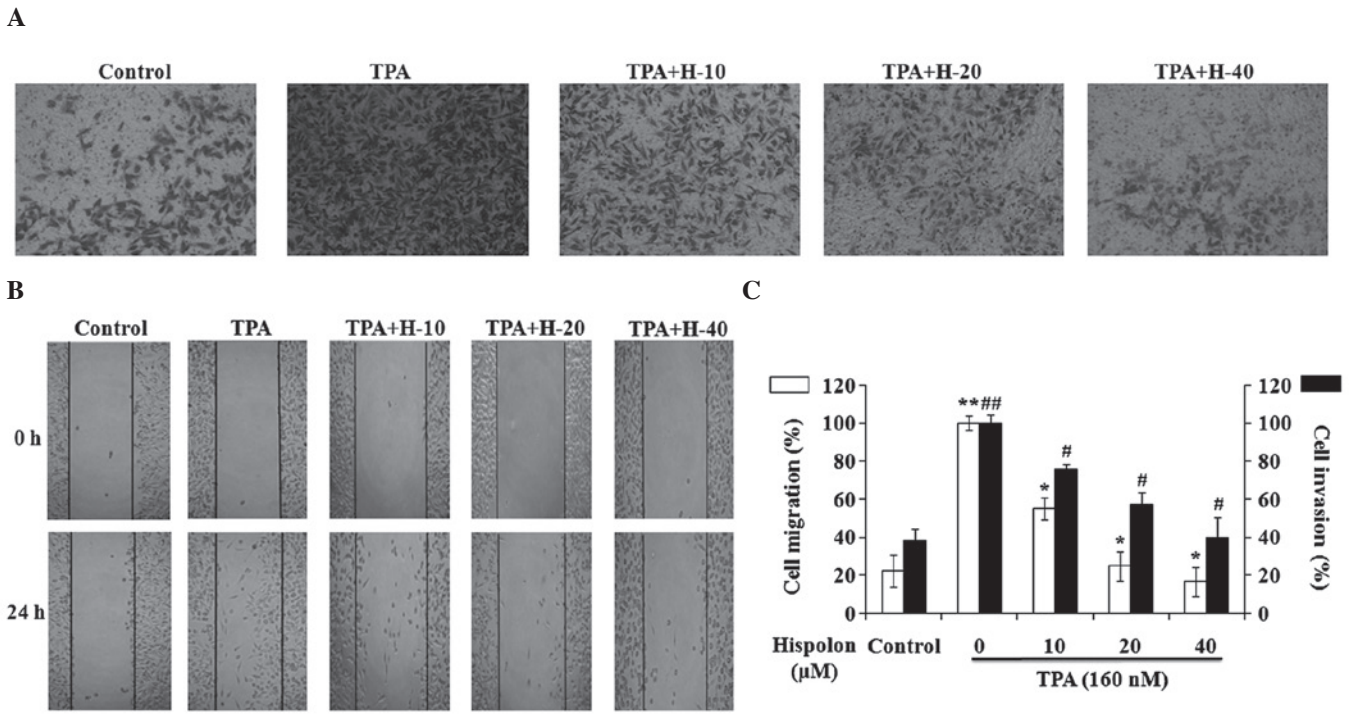 A
Control TPA TPA+H-10 TPA+H-20 TPA+H-40
B
Control TPA TPA+H-10 TPA+H-20 TPA+H-40
0 h
24 h
C
Cell migration (%)
120
100
80
60
40
20
0
** ##
* #
* #
* #
120
100
80
60
40
20
0
Cell invasion (%)
Hispolon (µM) Control 0 10 20 40
TPA (160 nM)